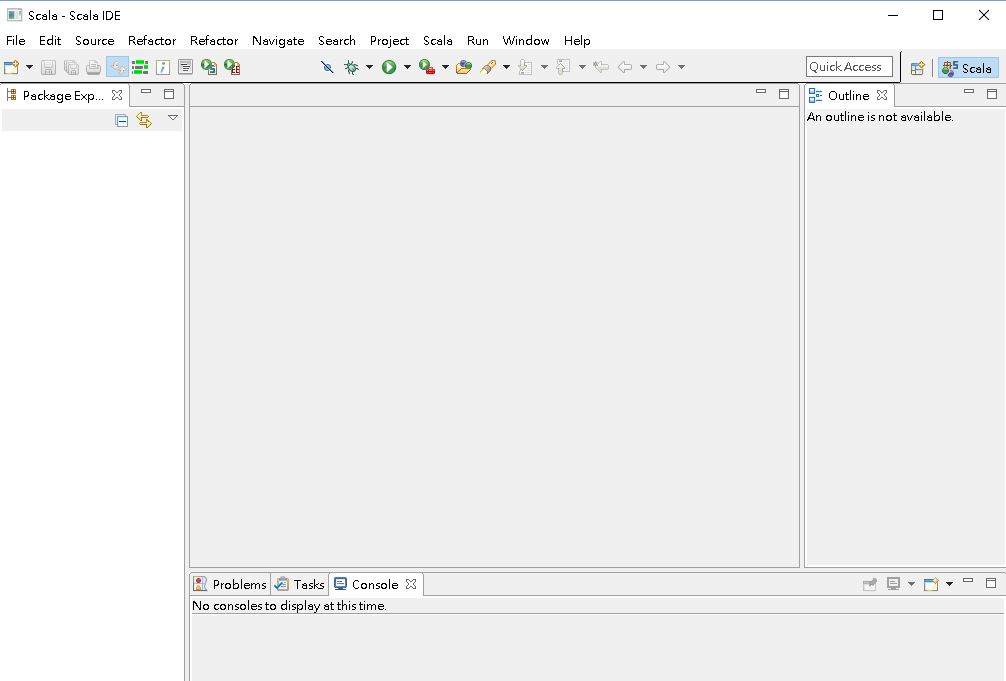 Scala - Scala IDE
File Edit Source Refactor Refactor Navigate Search Project Scala Run Window Help
Quick Access Scala
Package Exp... Outline
An outline is not available.
Problems Tasks Console
No consoles to display at this time.